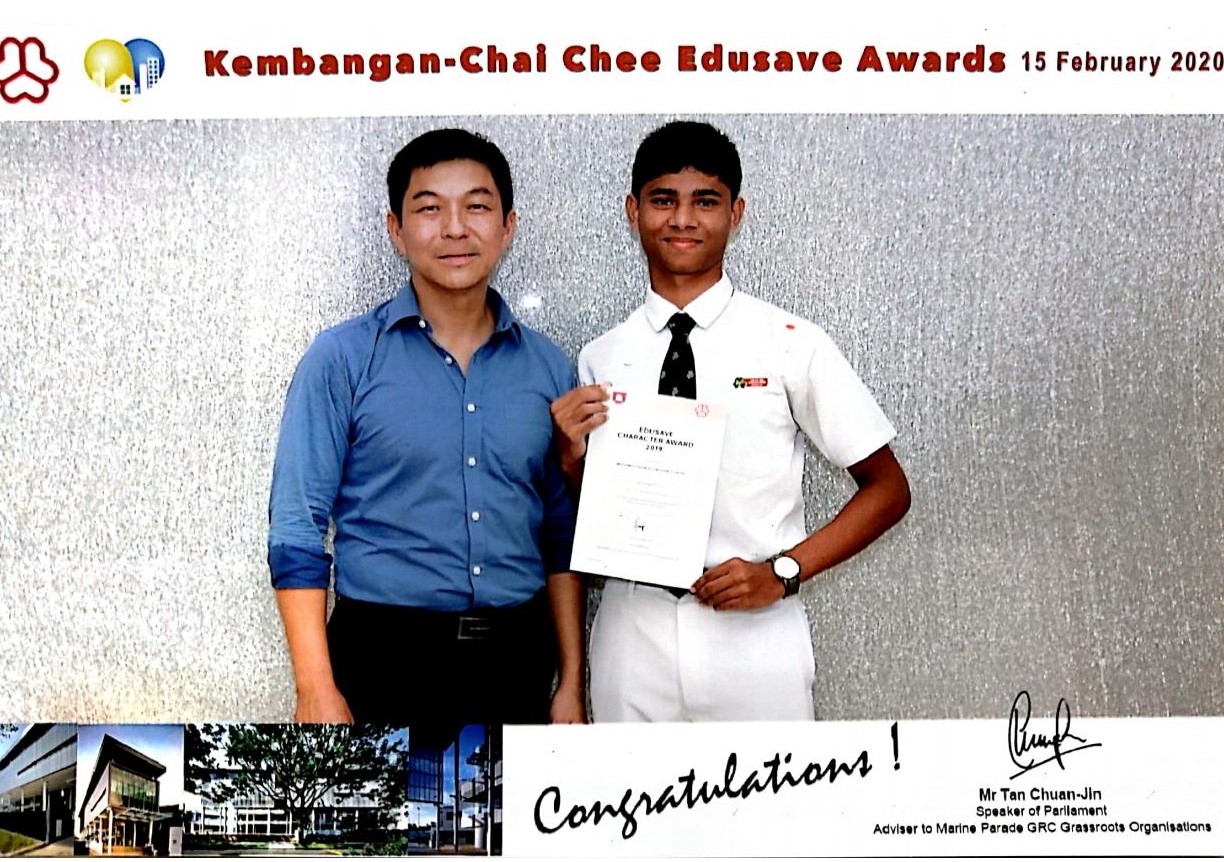 Kembangan-Chai Chee Edusave Awards 15 February 2020
EDUSAVE
CHARACTER AWARD
2019
Congratulations !
Mr Tan Chuan-Jin
Speaker of Parliament
Adviser to Marine Parade GRC Grassroots Organisations